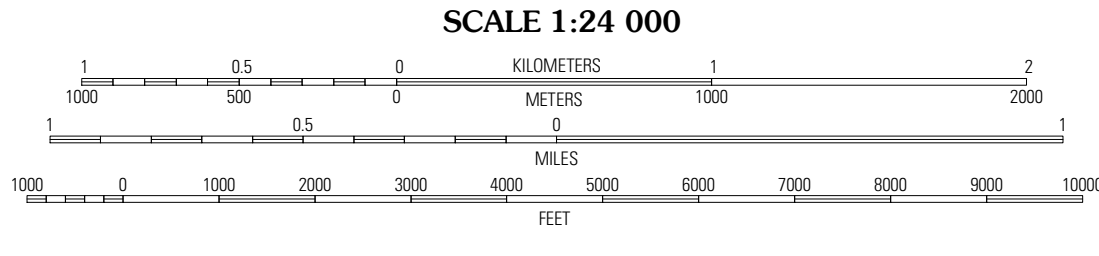 SCALE 1:24 000
1 0.5 0 KILOMETERS 1 2
1000 500 0 METERS 1000 2000
1 0.5 0 1
MILES
1000 0 1000 2000 3000 4000 5000 6000 7000 8000 9000 10000
FEET